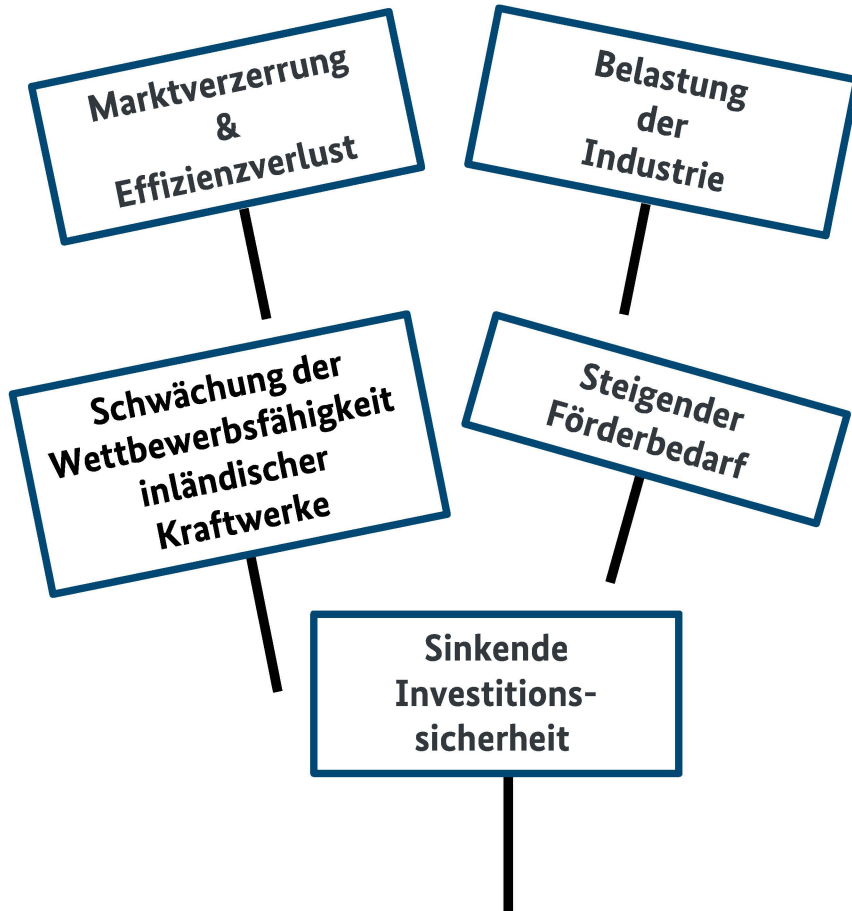 Marktverzerrung
&
Effizienzverlust
Belastung
der
Industrie
Schwächung der
Wettbewerbsfähigkeit
inländischer
Kraftwerke
Steigender
Förderbedarf
Sinkende
Investitions-
sicherheit